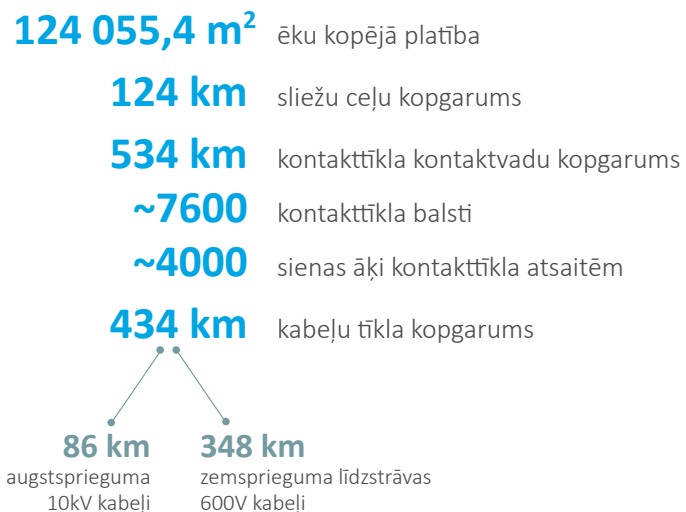 124 055,4 m² ēku kopējā platība
124 km sliežu ceļu kopgarums
534 km kontakttīkla kontaktvadu kopgarums
~7600 kontakttīkla balsti
~4000 sienas āķi kontakttīkla atsaitēm
434 km kabeļu tīkla kopgarums
86 km
augstsprieguma
10kV kabeļi
348 km
zemsprieguma līdzstrāvas
600V kabeļi